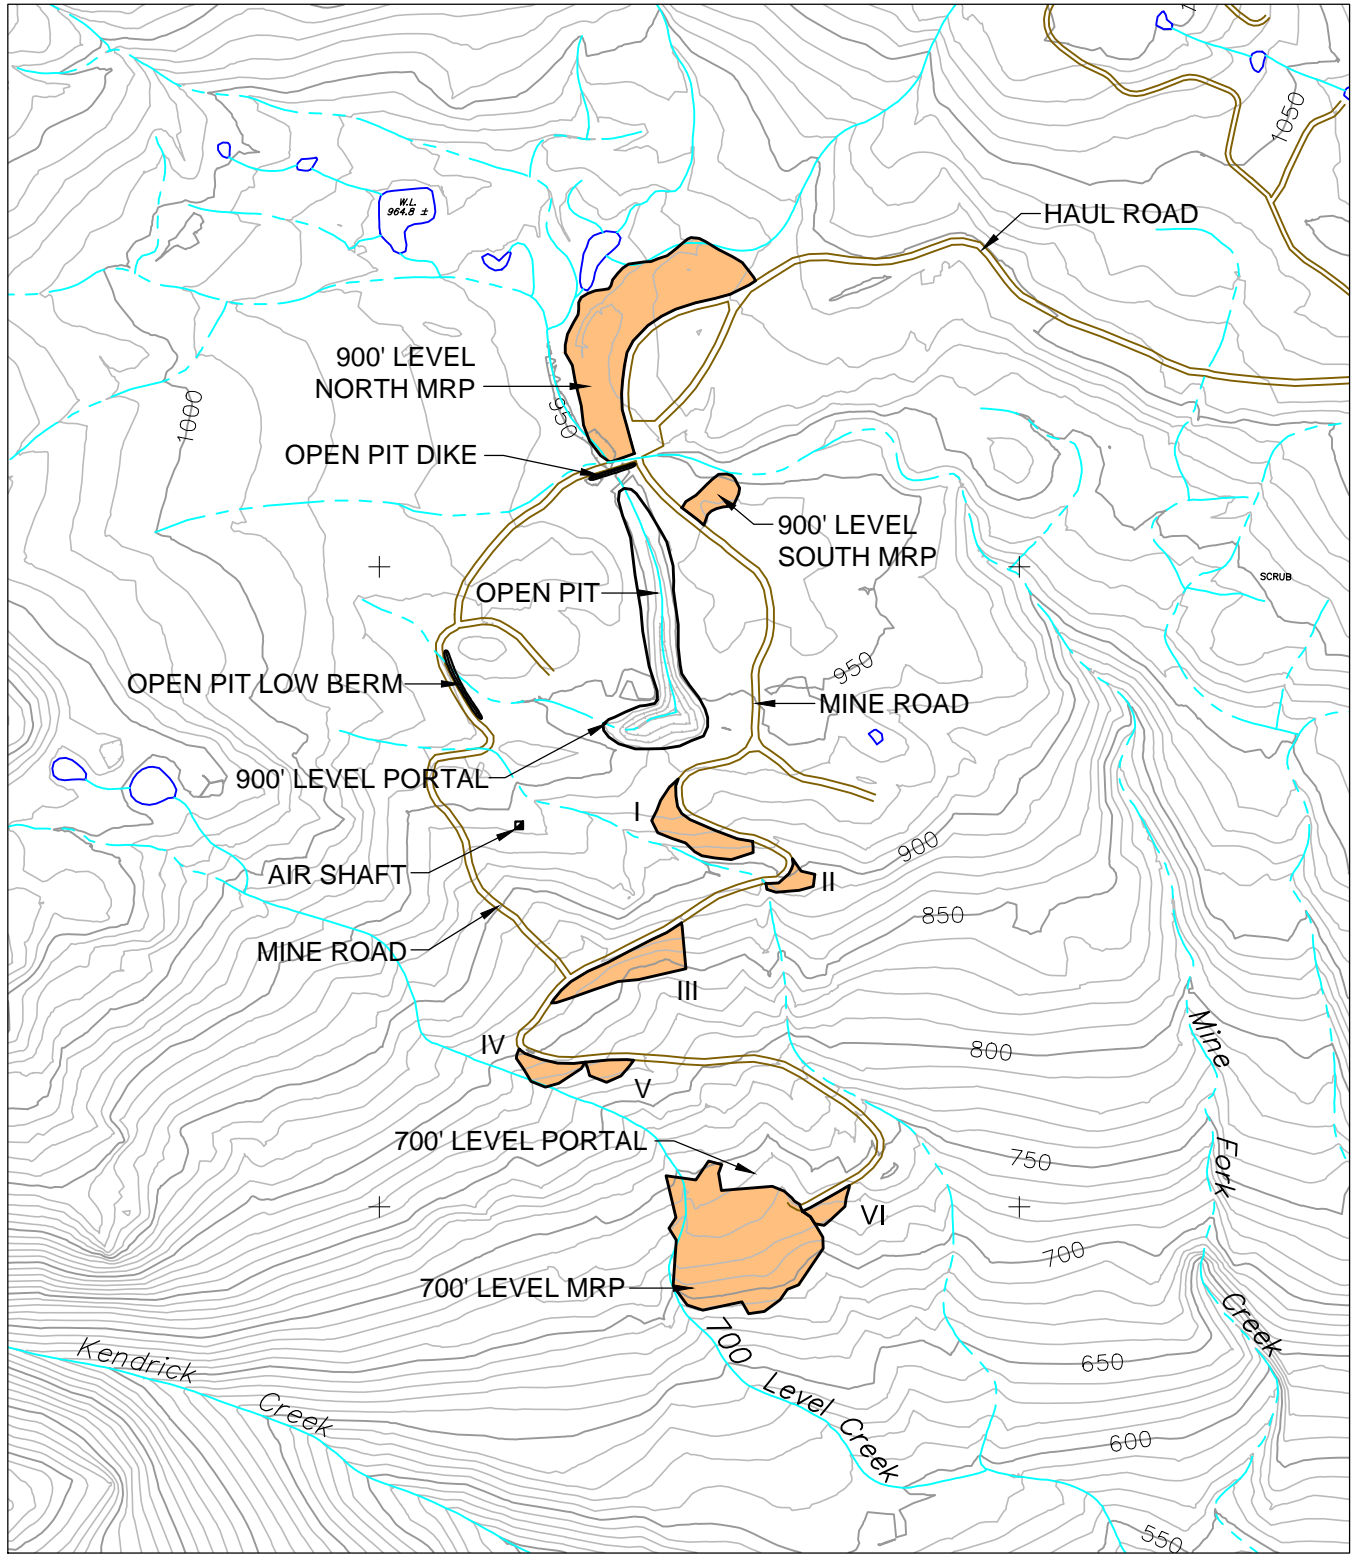 1050
W.L.
964.8 ±
HAUL ROAD
900' LEVEL
NORTH MRP
1000
950
OPEN PIT DIKE
900' LEVEL
SOUTH MRP
SCRUB
OPEN PIT
950
OPEN PIT LOW BERM
MINE ROAD
900' LEVEL PORTAL
I
900
AIR SHAFT
II
850
MINE ROAD
III
Mine
IV
800
V
700' LEVEL PORTAL
750
Fork
VI
700
700' LEVEL MRP
Creek
700
Kendrick
650
Level
Creek
Creek
600
550